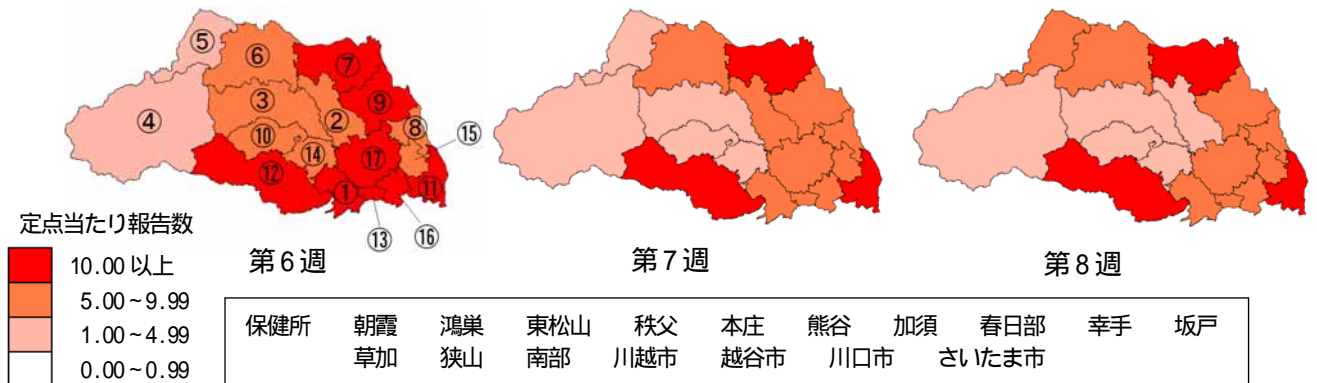 ⑤
⑥
⑦
③
⑨
④
②
⑧
⑮
⑩
⑭
⑰
⑫
①
⑪
⑬
⑯
定点当たり報告数
10.00 以上
5.00~9.99
1.00~4.99
0.00~0.99
第6週
第7週
第8週
保健所 朝霞 鴻巣 東松山 秩父 本庄 熊谷 加須 春日部 幸手 坂戸
草加 狭山 南部 川越市 越谷市 川口市 さいたま市